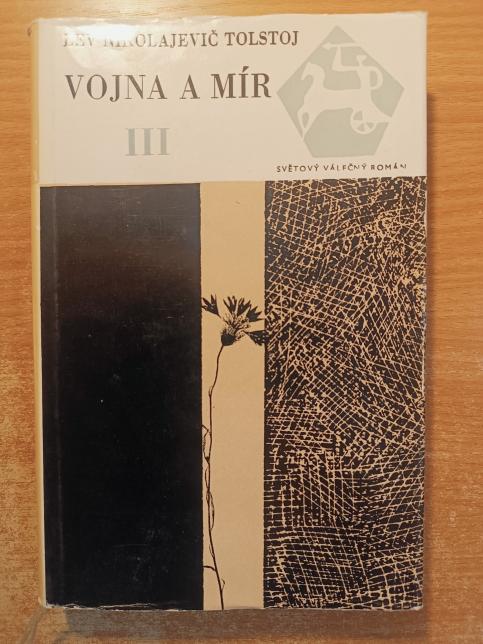 LEV NIKOLAJEVIČ TOLSTOJ
VOJNA A MÍR
III
SVĚTOVÝ VÁLEČNÝ ROMÁN